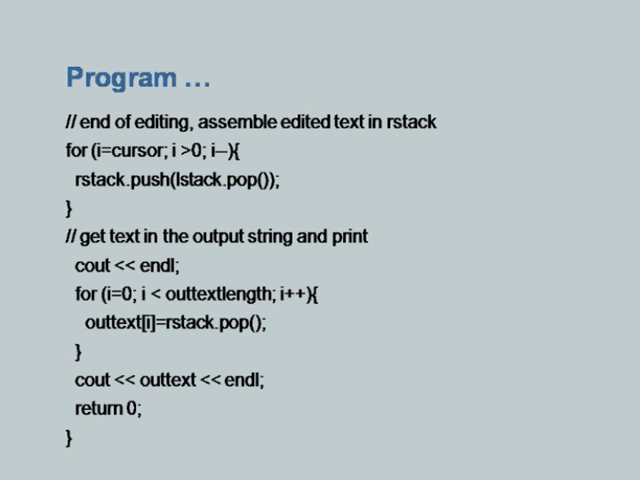 Program …
// end of editing, assemble edited text in rstack
for (i=cursor; i >0; i--){
rstack.push(lstack.pop());
}
// get text in the output string and print
cout << endl;
for (i=0; i < outtextlength; i++){
outtext[i]=rstack.pop();
}
cout << outtext << endl;
return 0;
}